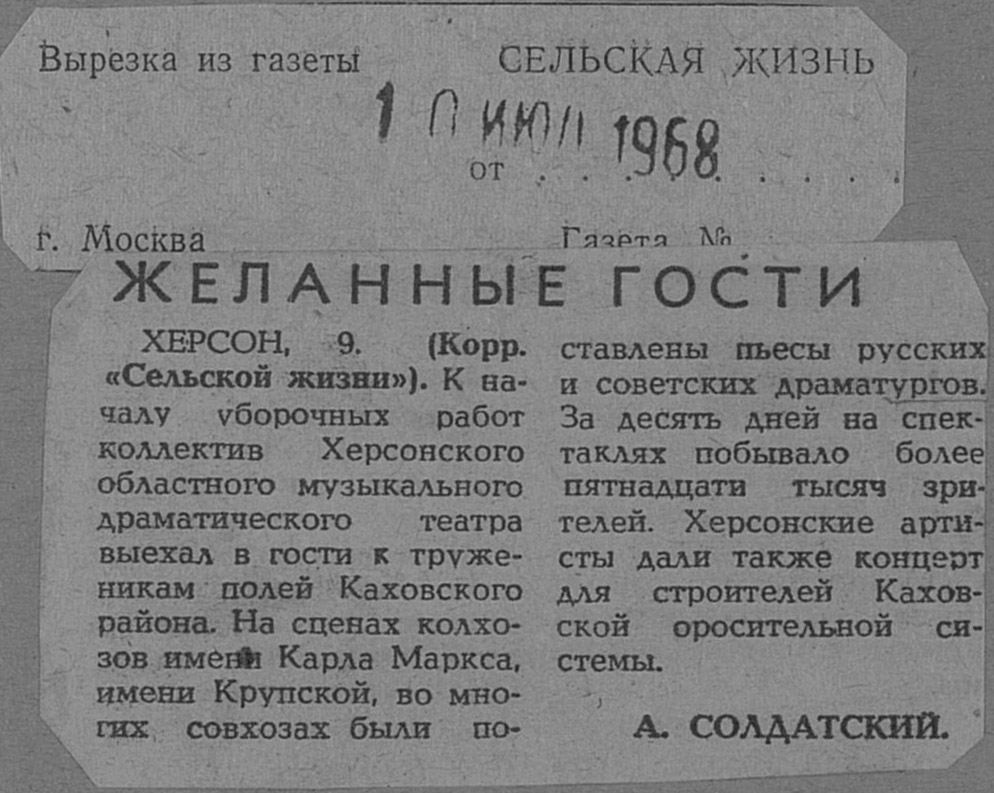 Вырезка из газеты СЕЛЬСКАЯ ЖИЗНЬ
10 ИЮЛ 1968
от . . . . . . . . .
г. Москва Газета №
ЖЕЛАННЫЕ ГОСТИ
ХЕРСОН, 9. (Корр.
«Сельской жизни»). К на-
чалу уборочных работ
коллектив Херсонского
областного музыкального
драматического театра
выехал в гости к труже-
никам полей Каховского
района. На сценах колхо-
зов имени Карла Маркса,
имени Крупской, во мно-
гих совхозах были по-
ставлены пьесы русских
и советских драматургов.
За десять дней на спек-
таклях побывало более
пятнадцати тысяч зри-
телей. Херсонские арти-
сты дали также концерт
для строителей Кахов-
ской оросительной си-
стемы.
А. СОЛДАТСКИЙ.